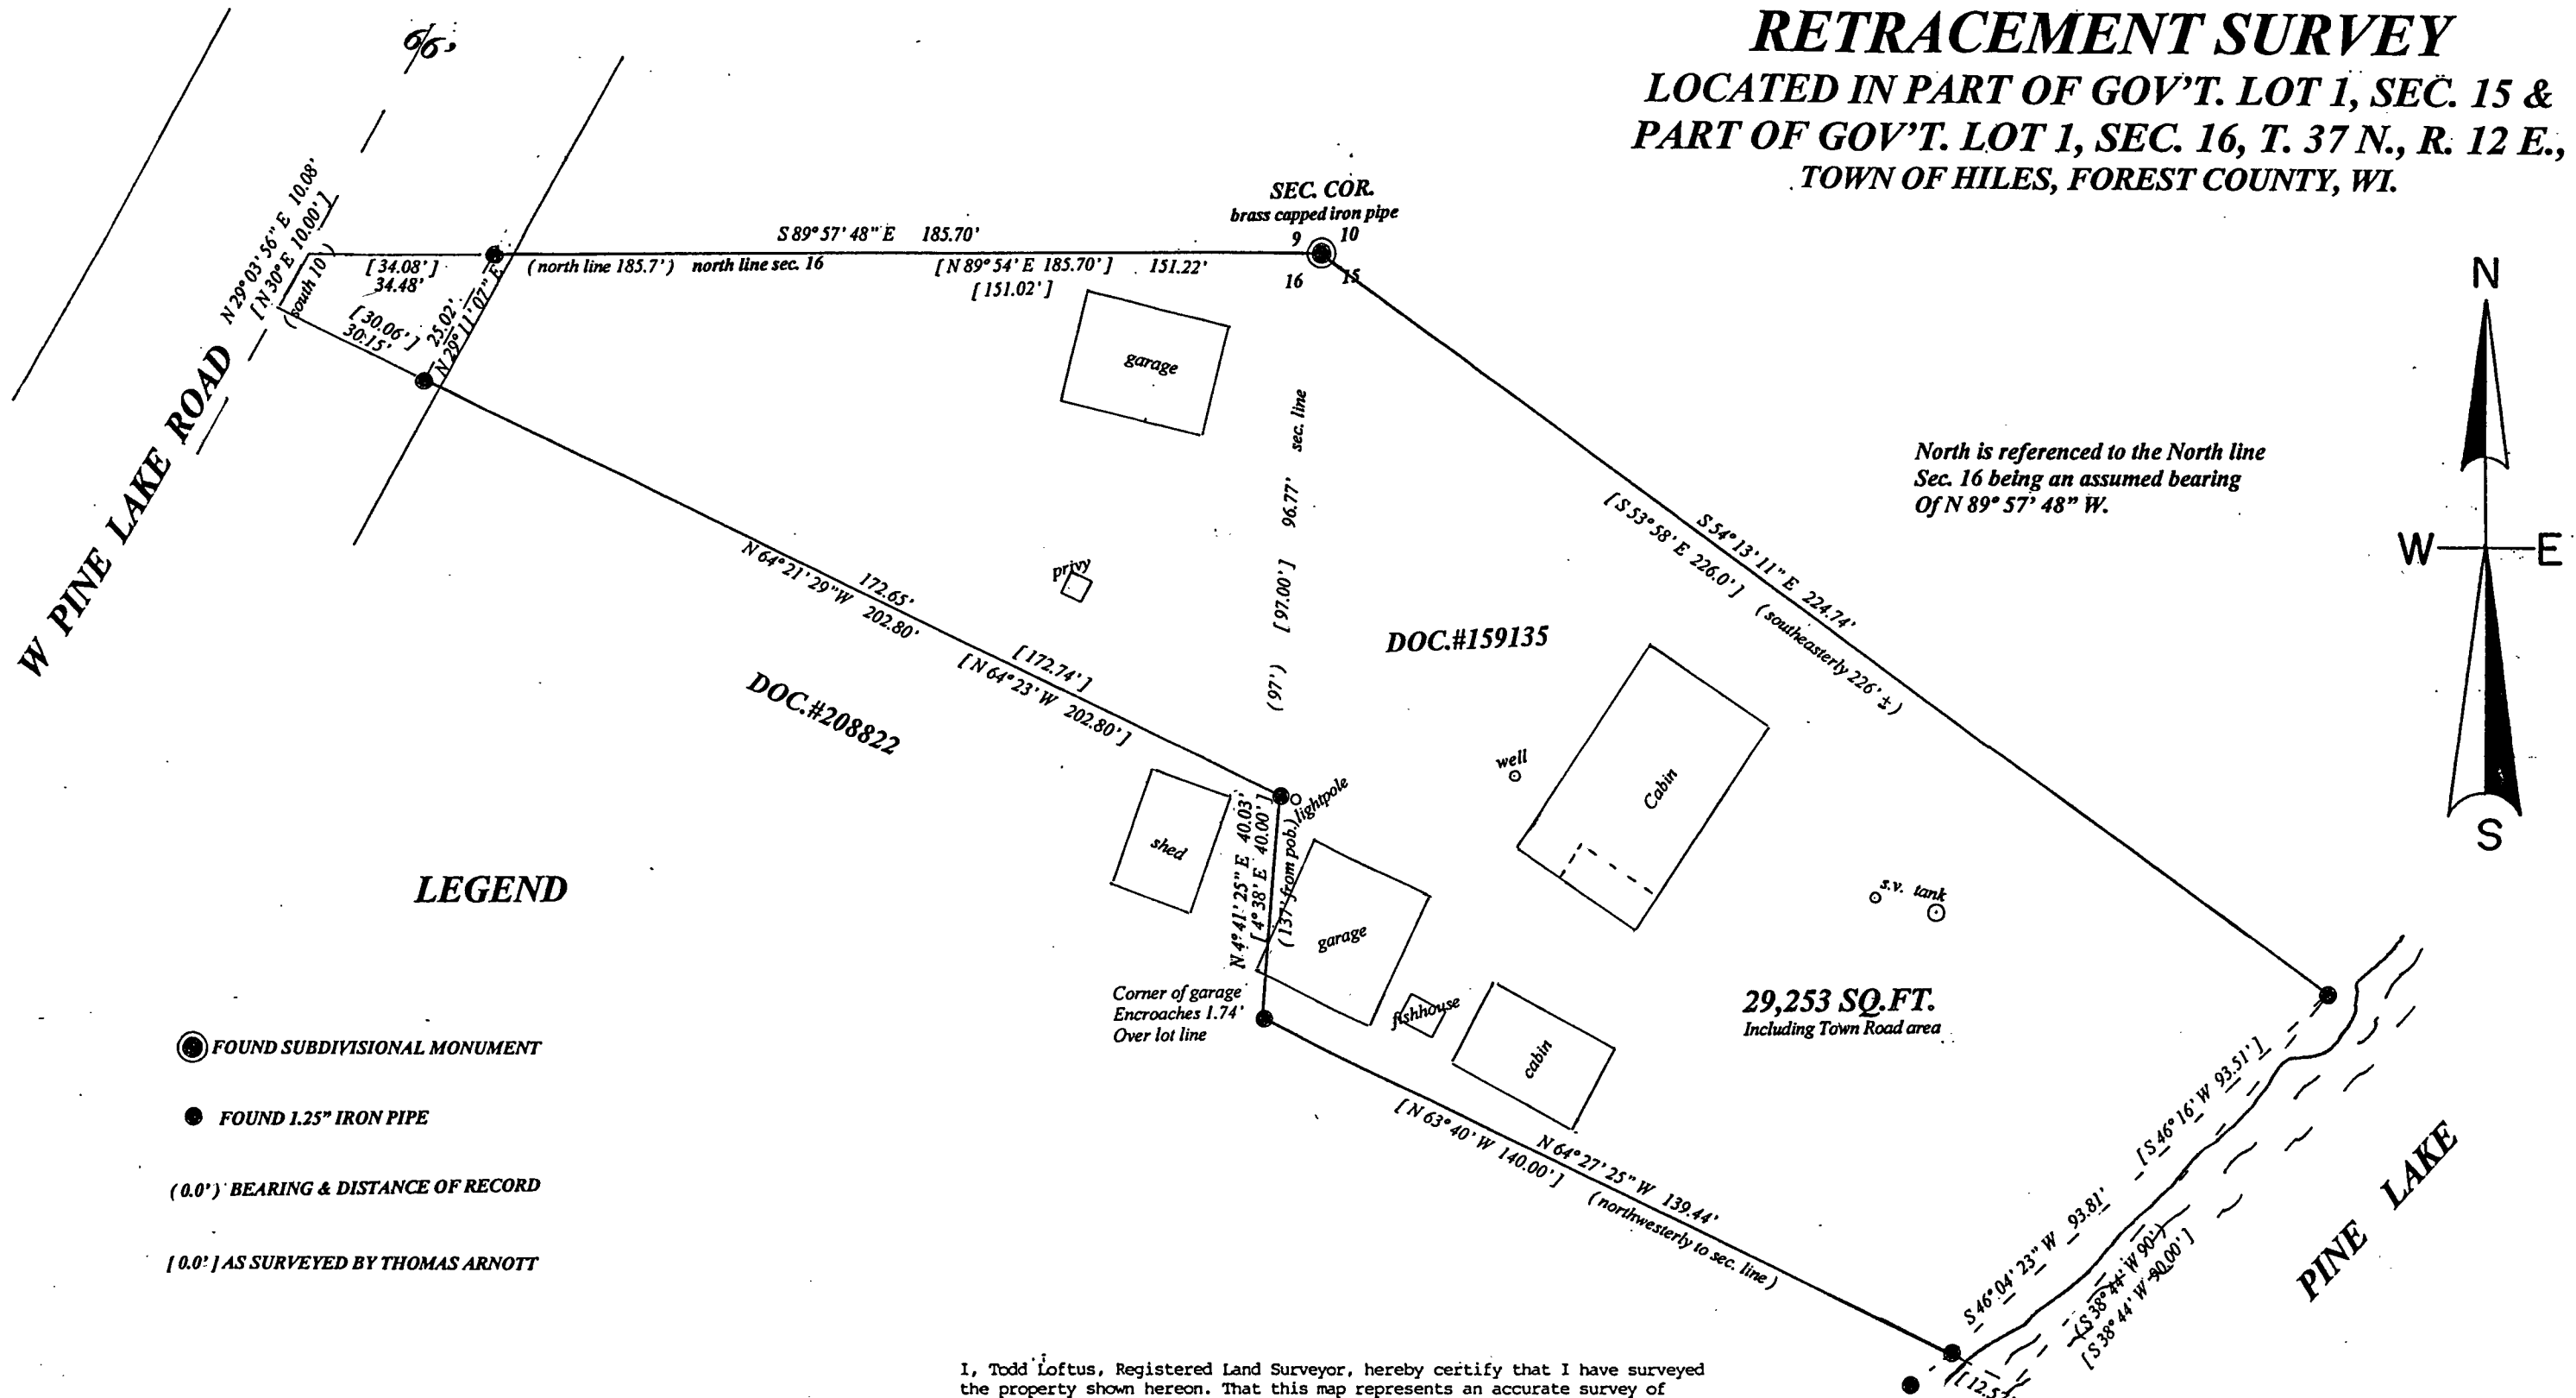 RETRACEMENT SURVEY
LOCATED IN PART OF GOV'T. LOT 1, SEC. 15 &
PART OF GOV'T. LOT 1, SEC. 16, T. 37 N., R. 12 E.,
TOWN OF HILES, FOREST COUNTY, WI.
66'
SEC. COR.
brass capped iron pipe
9 10
16 15
N 29° 03' 56" E 10.08'
[ N 30° E 10.00' ]
( south 10 )
S 89° 57' 48" E 185.70'
[ 34.08' ]
34.48'
( north line 185.7' ) north line sec. 16
[ N 89° 54' E 185.70' ] 151.22'
[ 151.02' ]
[ 30.06' ]
30.15'
25.02'
N 29° 11' 07" E
W PINE LAKE ROAD
garage
(97') [ 97.00' ] 96.77' sec. line
North is referenced to the North line
Sec. 16 being an assumed bearing
Of N 89° 57' 48" W.
N
W E
S
S 54° 13' 11" E 224.74'
[ S 53° 58' E 226.0' ] ( southeasterly 226' ± )
privy
172.65'
N 64° 21' 29" W 202.80'
[ 172.74' ]
[ N 64° 23' W 202.80' ]
DOC.#159135
DOC.#208822
well
Cabin
lightpole
shed
N 4° 41' 25" E 40.03'
[ 4° 38' E 40.00' ]
( 137' from pob. )
garage
s.v. tank
LEGEND
Corner of garage
Encroaches 1.74'
Over lot line
fishhouse
cabin
29,253 SQ.FT.
Including Town Road area
FOUND SUBDIVISIONAL MONUMENT
FOUND 1.25" IRON PIPE
( 0.0' ) BEARING & DISTANCE OF RECORD
[ 0.0' ] AS SURVEYED BY THOMAS ARNOTT
N 64° 27' 25" W 139.44'
[ N 63° 40' W 140.00' ] ( northwesterly to sec. line )
[ S 46° 16' W 93.51' ]
S 46° 04' 23" W 93.81'
( S 38° 44' W 90' )
[ S 38° 44' W 90.00' ]
PINE LAKE
I, Todd Loftus, Registered Land Surveyor, hereby certify that I have surveyed
the property shown hereon. That this map represents an accurate survey of